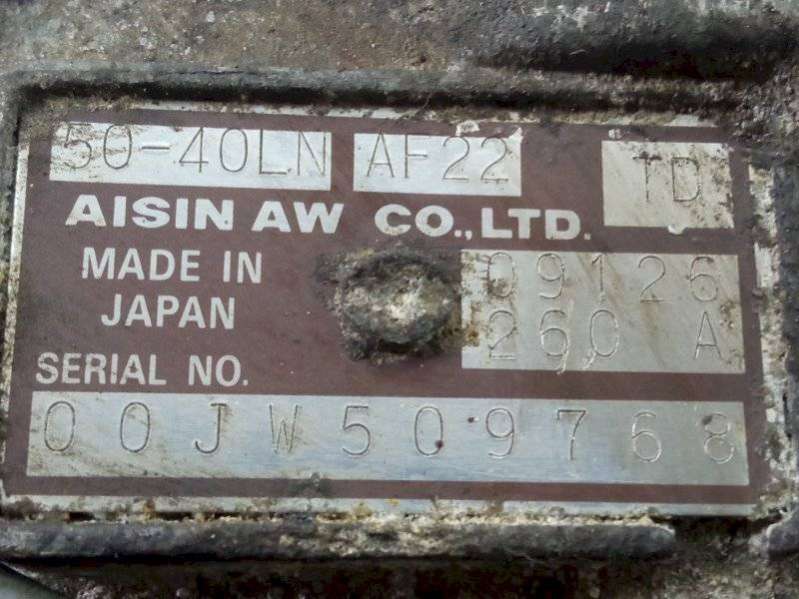 50-40LN AF22 TD
AISIN AW CO., LTD.
MADE IN
JAPAN
09126
260 A
SERIAL NO.
00JW509768